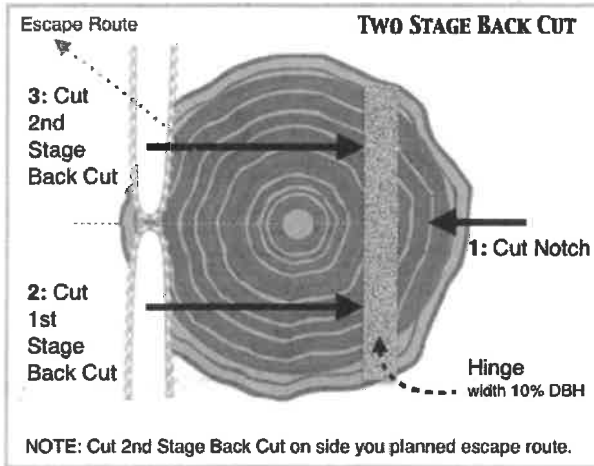 Escape Route
TWO STAGE BACK CUT
3: Cut
2nd
Stage
Back Cut
1: Cut Notch
2: Cut
1st
Stage
Back Cut
Hinge
width 10% DBH
NOTE: Cut 2nd Stage Back Cut on side you planned escape route.